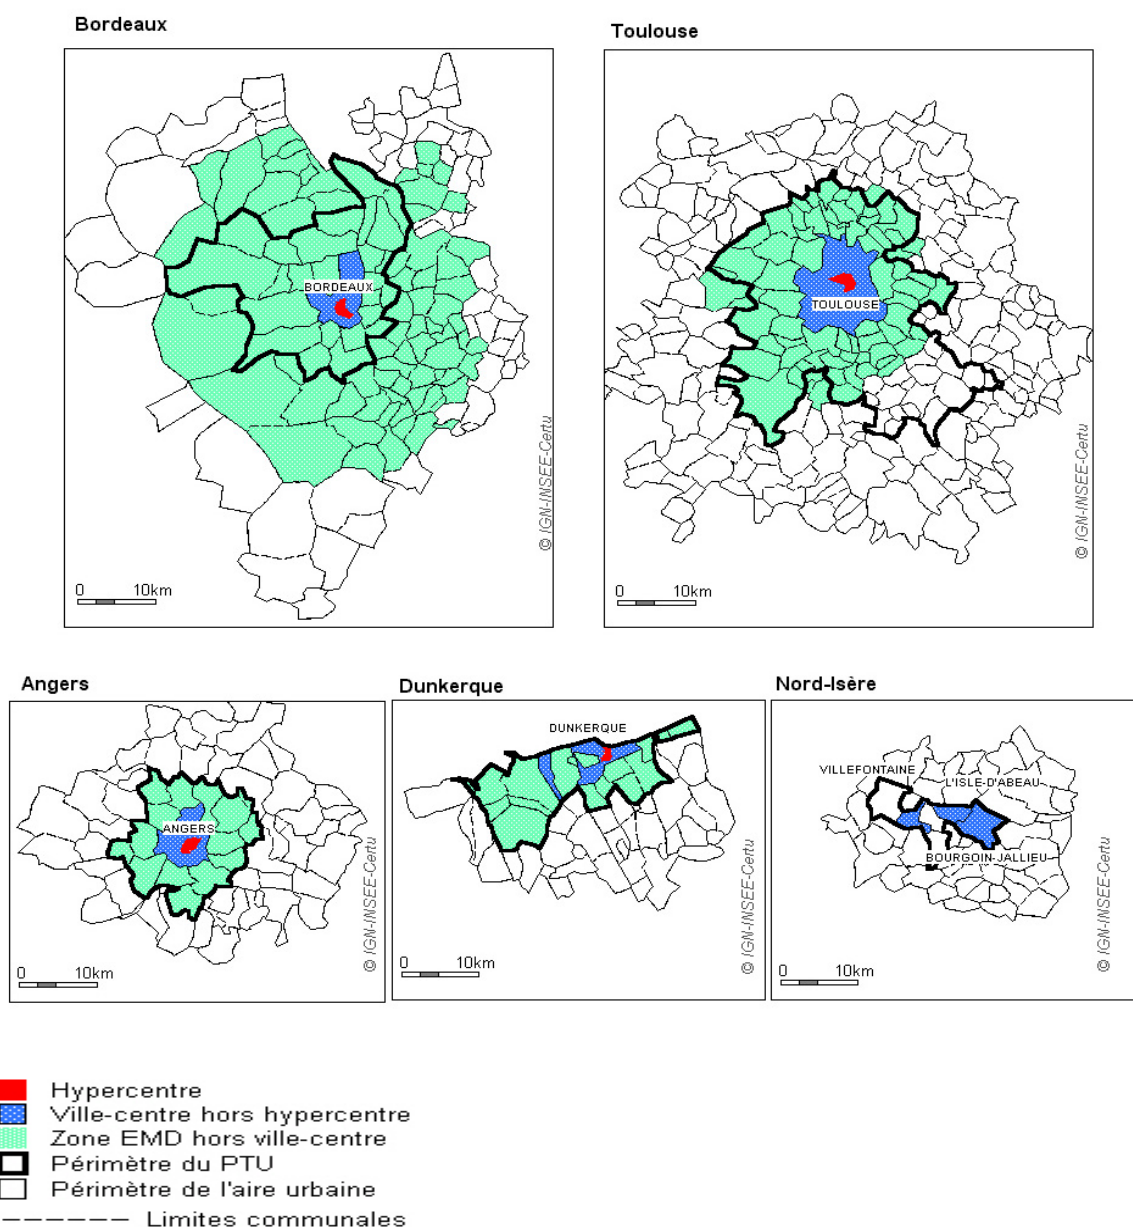 Bordeaux
Toulouse
BORDEAUX
TOULOUSE
© IGN-INSEE-Certu
© IGN-INSEE-Certu
0 10km
0 10km
Angers
Dunkerque
Nord-Isère
DUNKERQUE
VILLEFONTAINE
L'ISLE-D'ABEAU
ANGERS
BOURGOIN-JALLIEU
© IGN-INSEE-Certu
© IGN-INSEE-Certu
© IGN-INSEE-Certu
0 10km
0 10km
0 10km
Hypercentre
Ville-centre hors hypercentre
Zone EMD hors ville-centre
Périmètre du PTU
Périmètre de l'aire urbaine
Limites communales